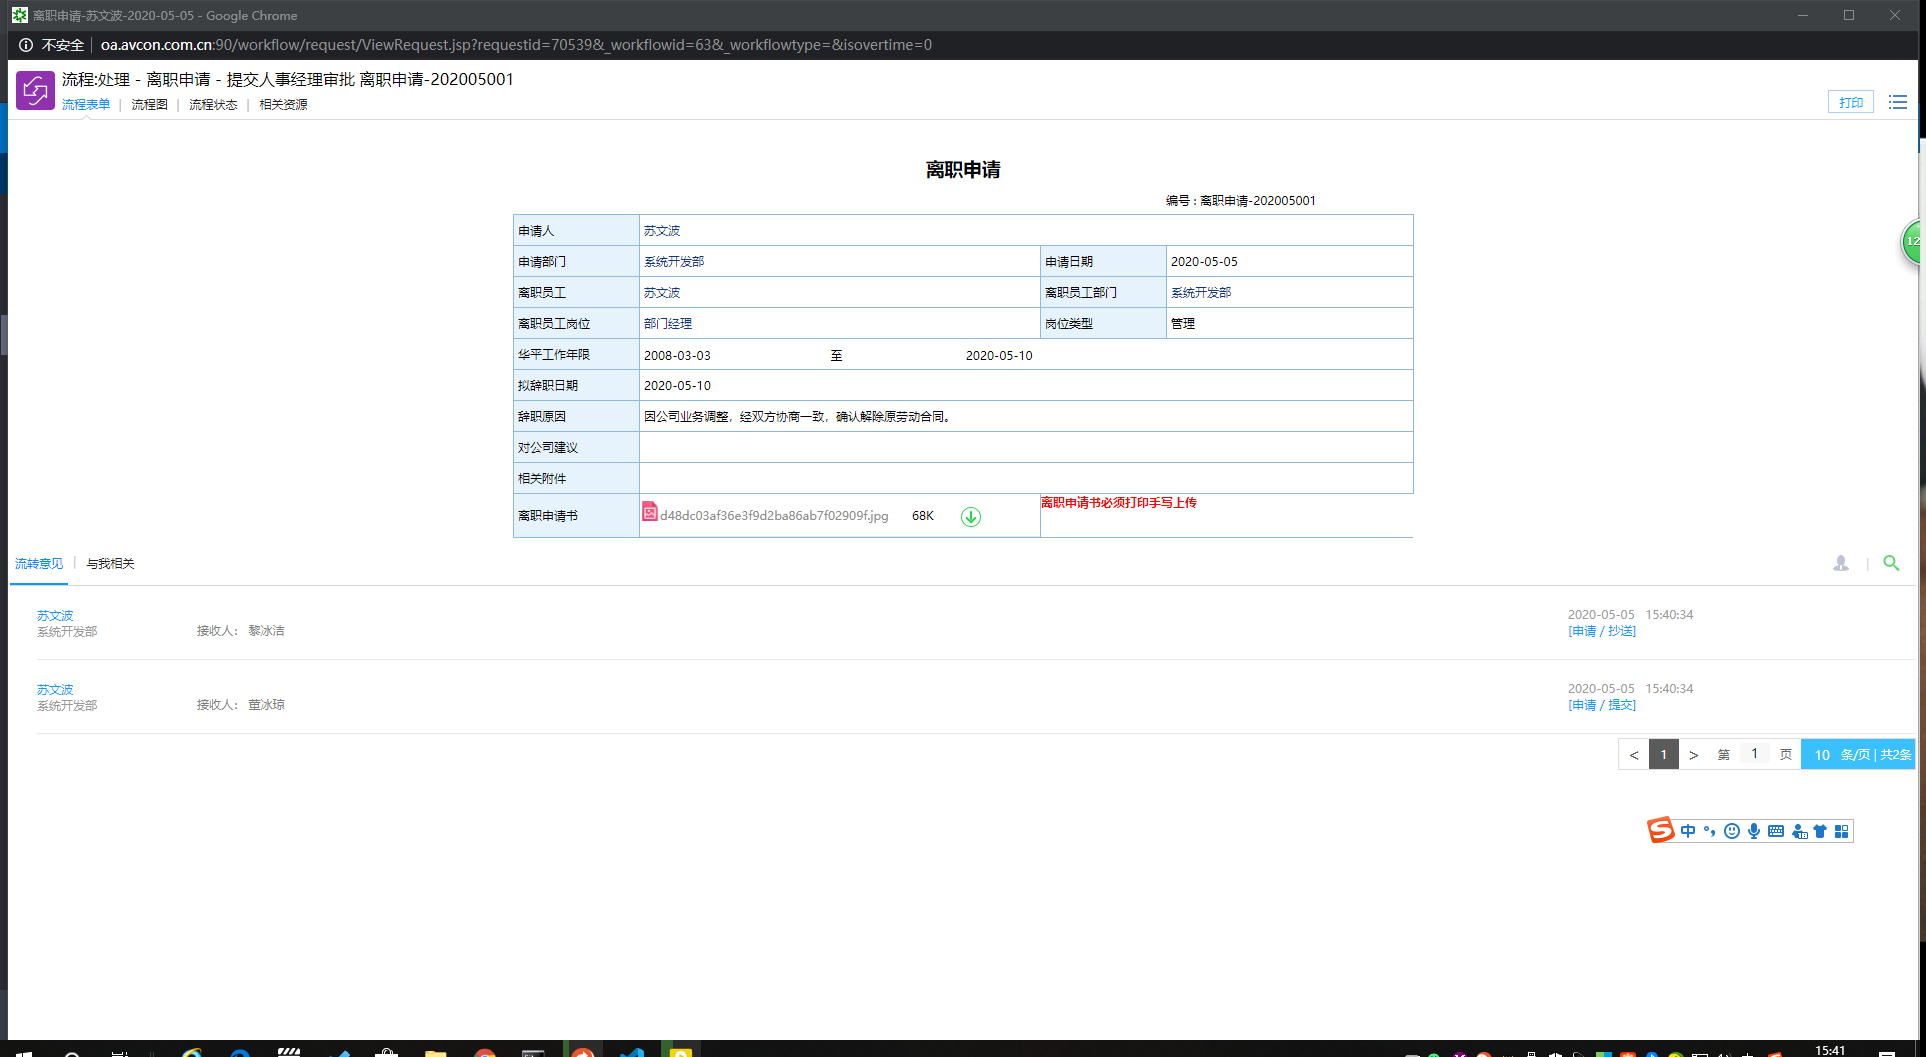 离职申请-苏文波-2020-05-05 - Google Chrome
不安全 | oa.avcon.com.cn:90/workflow/request/ViewRequest.jsp?requestid=70539&_workflowid=63&_workflowtype=&isovertime=0
流程:处理 - 离职申请 - 提交人事经理审批 离职申请-202005001
流程表单 | 流程图 | 流程状态 | 相关资源
打印
离职申请
编号 : 离职申请-202005001
申请人 苏文波
申请部门 系统开发部 申请日期 2020-05-05
离职员工 苏文波 离职员工部门 系统开发部
离职员工岗位 部门经理 岗位类型 管理
华平工作年限 2008-03-03 至 2020-05-10
拟辞职日期 2020-05-10
辞职原因 因公司业务调整，经双方协商一致，确认解除原劳动合同。
对公司建议
相关附件
离职申请书 d48dc03af36e3f9d2ba86ab7f02909f.jpg 68K 离职申请书必须打印手写上传
流转意见 | 与我相关
苏文波 2020-05-05 15:40:34
系统开发部 接收人： 黎冰洁 [申请 / 抄送]
苏文波 2020-05-05 15:40:34
系统开发部 接收人： 董冰琼 [申请 / 提交]
< 1 > 第 1 页 10 条/页 | 共2条
中
12
15:41